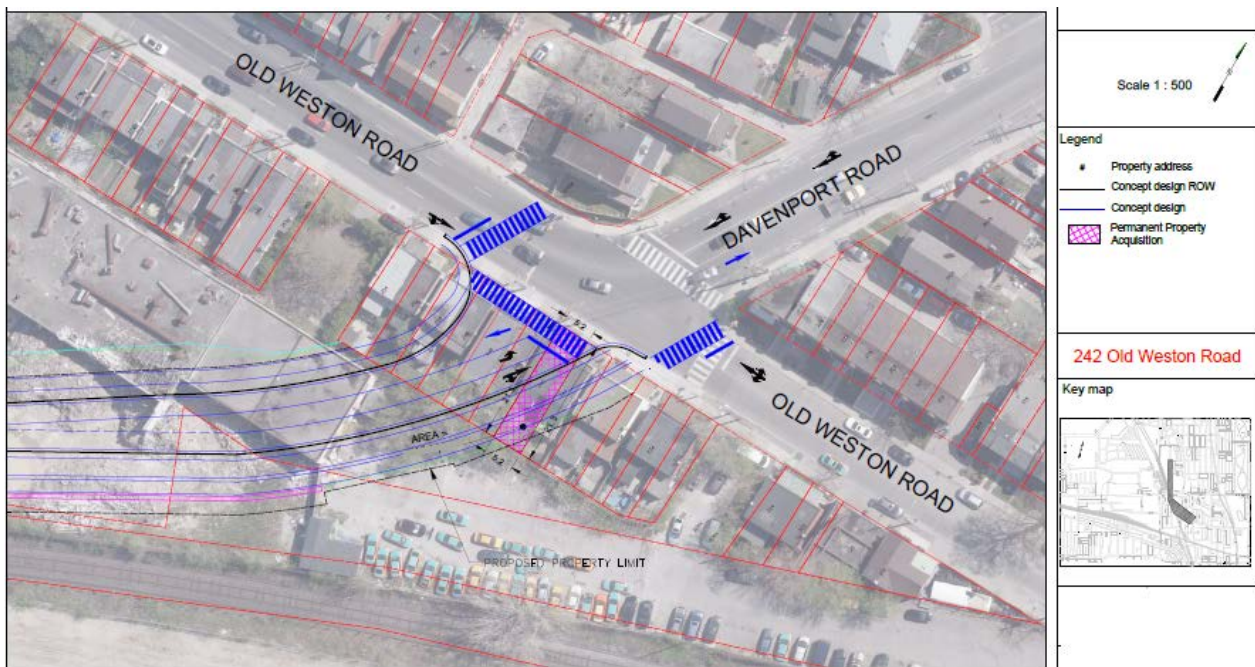 OLD WESTON ROAD
DAVENPORT ROAD
OLD WESTON ROAD
5.2
AREA =
5.2
PROPOSED PROPERTY LIMIT
Scale 1 : 500
Legend
Property address
Concept design ROW
Concept design
Permanent Property
Acquisition
242 Old Weston Road
Key map